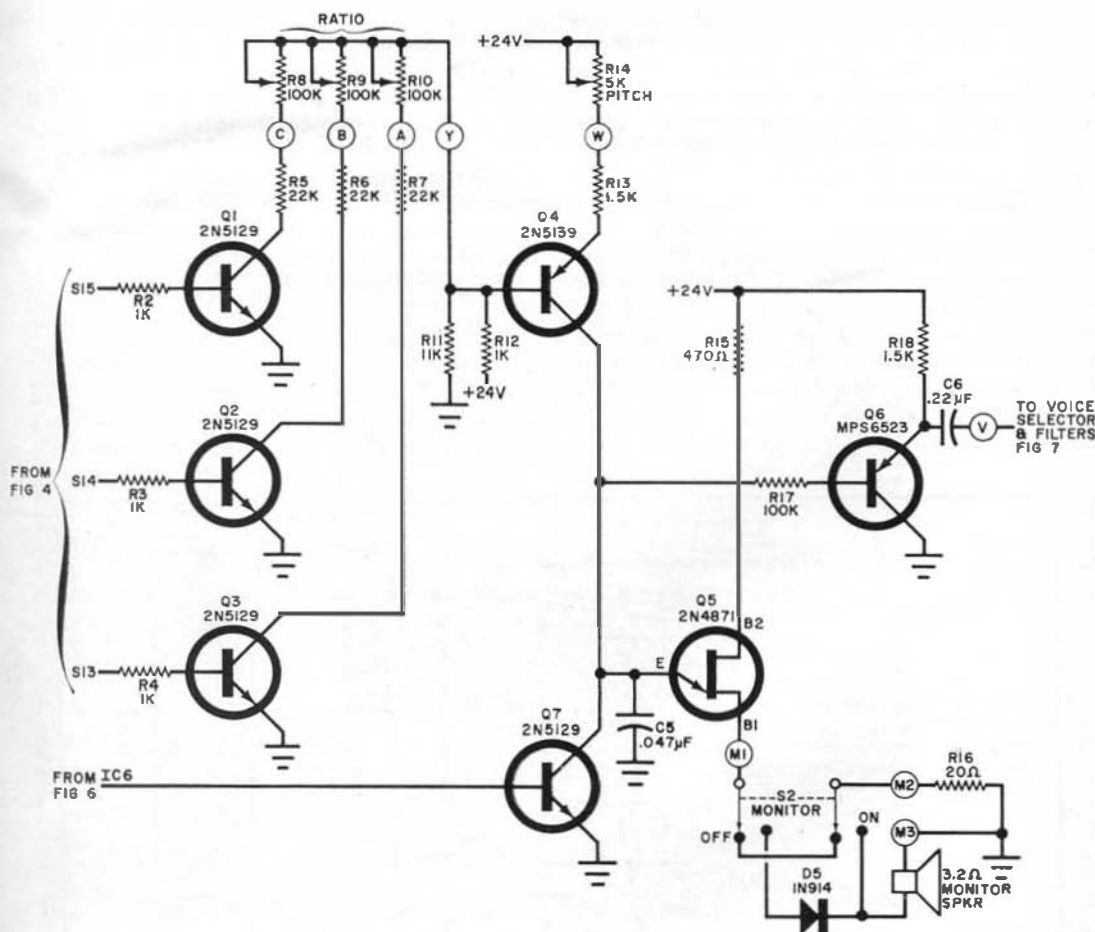 RATIO
+24V
R8
100K
R9
100K
R10
100K
R14
5K
PITCH
C
B
A
Y
W
R5
22K
R6
22K
R7
22K
R13
1.5K
Q1
2N5129
Q4
2N5139
S15
R2
1K
+24V
R11
11K
R12
1K
+24V
R15
470Ω
R18
1.5K
C6
.22µF
V
TO VOICE
SELECTOR
& FILTERS
FIG 7
Q2
2N5129
Q6
MPS6523
FROM
FIG 4
S14
R3
1K
R17
100K
Q3
2N5129
Q5
2N4871
B2
E
B1
S13
R4
1K
Q7
2N5129
C5
.047µF
M1
FROM IC6
FIG 6
S2
MONITOR
M2
R16
20Ω
OFF
ON
M3
D5
1N914
3.2Ω
MONITOR
SPKR